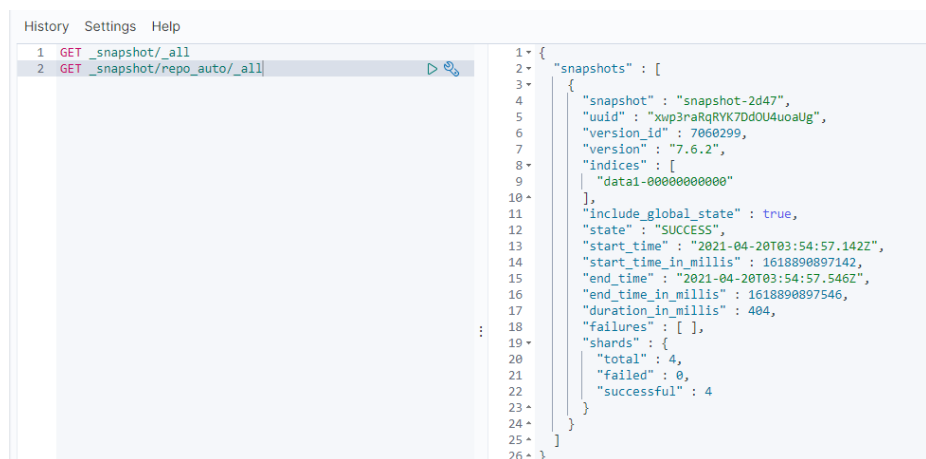 History Settings Help
1 GET _snapshot/_all
2 GET _snapshot/repo_auto/_all
1 {
2 "snapshots" : [
3 {
4 "snapshot" : "snapshot-2d47",
5 "uuid" : "xwp3raRqRYK7DdOU4uoaUg",
6 "version_id" : 7060299,
7 "version" : "7.6.2",
8 "indices" : [
9 "data1-00000000000"
10 ],
11 "include_global_state" : true,
12 "state" : "SUCCESS",
13 "start_time" : "2021-04-20T03:54:57.142Z",
14 "start_time_in_millis" : 1618890897142,
15 "end_time" : "2021-04-20T03:54:57.546Z",
16 "end_time_in_millis" : 1618890897546,
17 "duration_in_millis" : 404,
18 "failures" : [ ],
19 "shards" : {
20 "total" : 4,
21 "failed" : 0,
22 "successful" : 4
23 }
24 }
25 ]
26 }